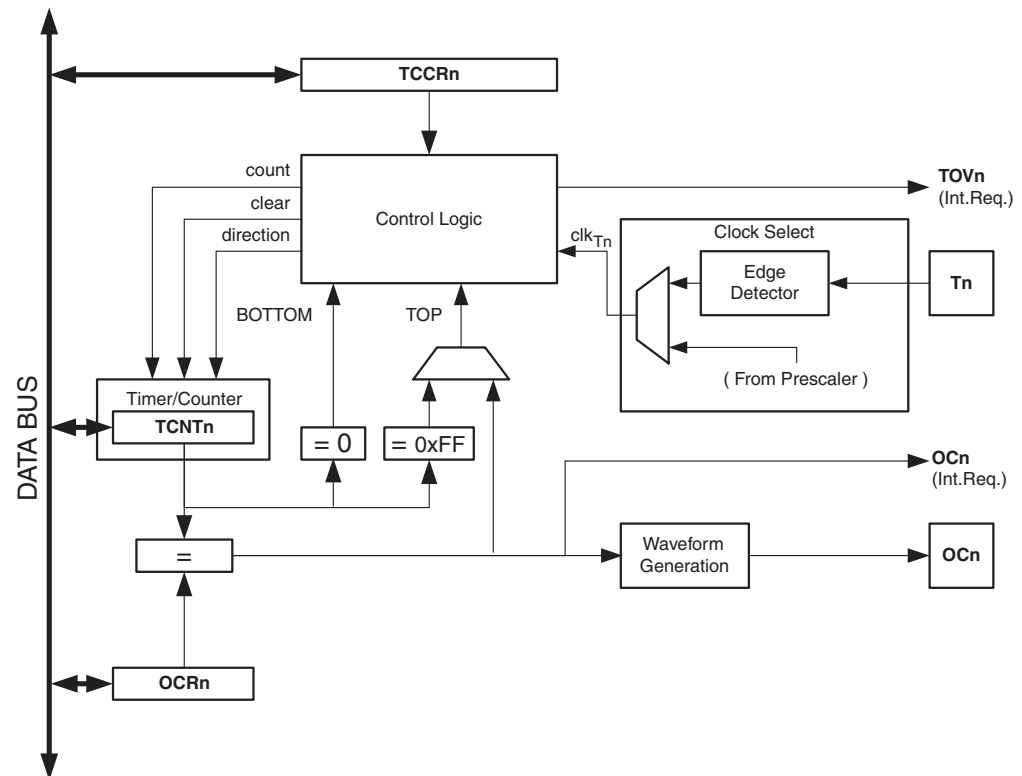 TCCRn
count
clear
direction
Control Logic
TOVn
(Int.Req.)
clkTn
Clock Select
Edge
Detector
Tn
( From Prescaler )
BOTTOM
TOP
DATA BUS
Timer/Counter
TCNTn
= 0
= 0xFF
OCn
(Int.Req.)
=
Waveform
Generation
OCn
OCRn